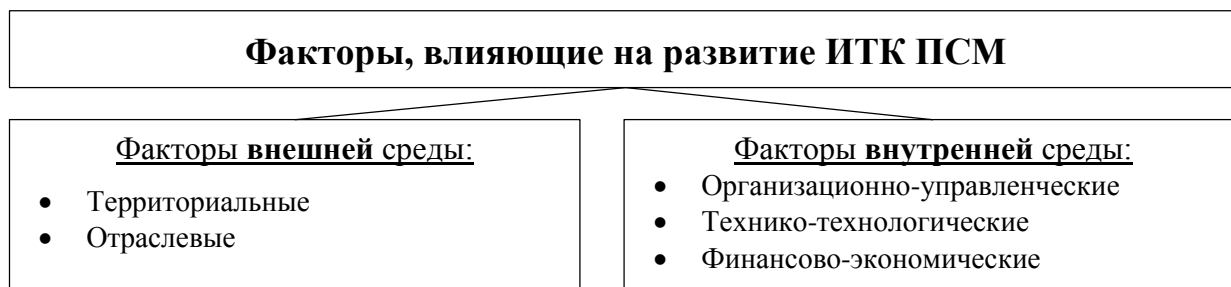 Факторы, влияющие на развитие ИТК ПСМ
Факторы внешней среды:
• Территориальные
• Отраслевые
Факторы внутренней среды:
• Организационно-управленческие
• Технико-технологические
• Финансово-экономические